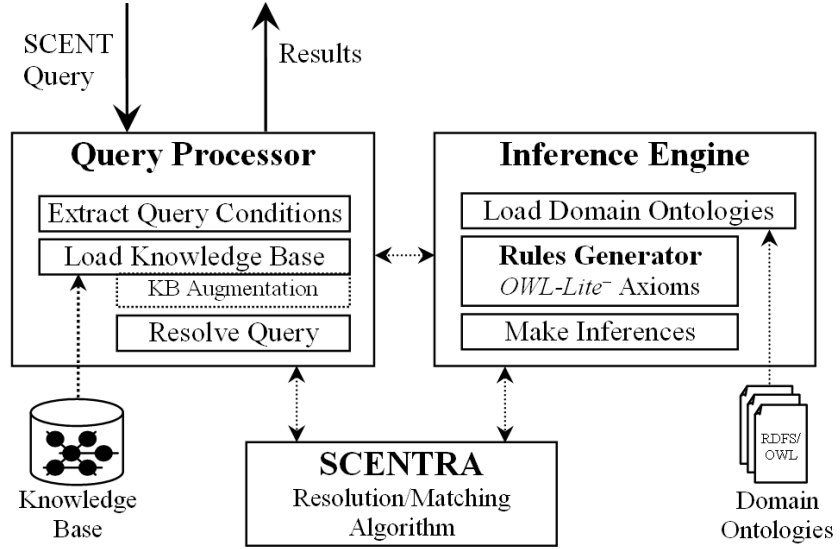 SCENT
Query
Results
Query Processor
Extract Query Conditions
Load Knowledge Base
KB Augmentation
Resolve Query
Inference Engine
Load Domain Ontologies
Rules Generator
OWL-Lite⁻ Axioms
Make Inferences
Knowledge
Base
SCENTRA
Resolution/Matching
Algorithm
RDFS/
OWL
Domain
Ontologies